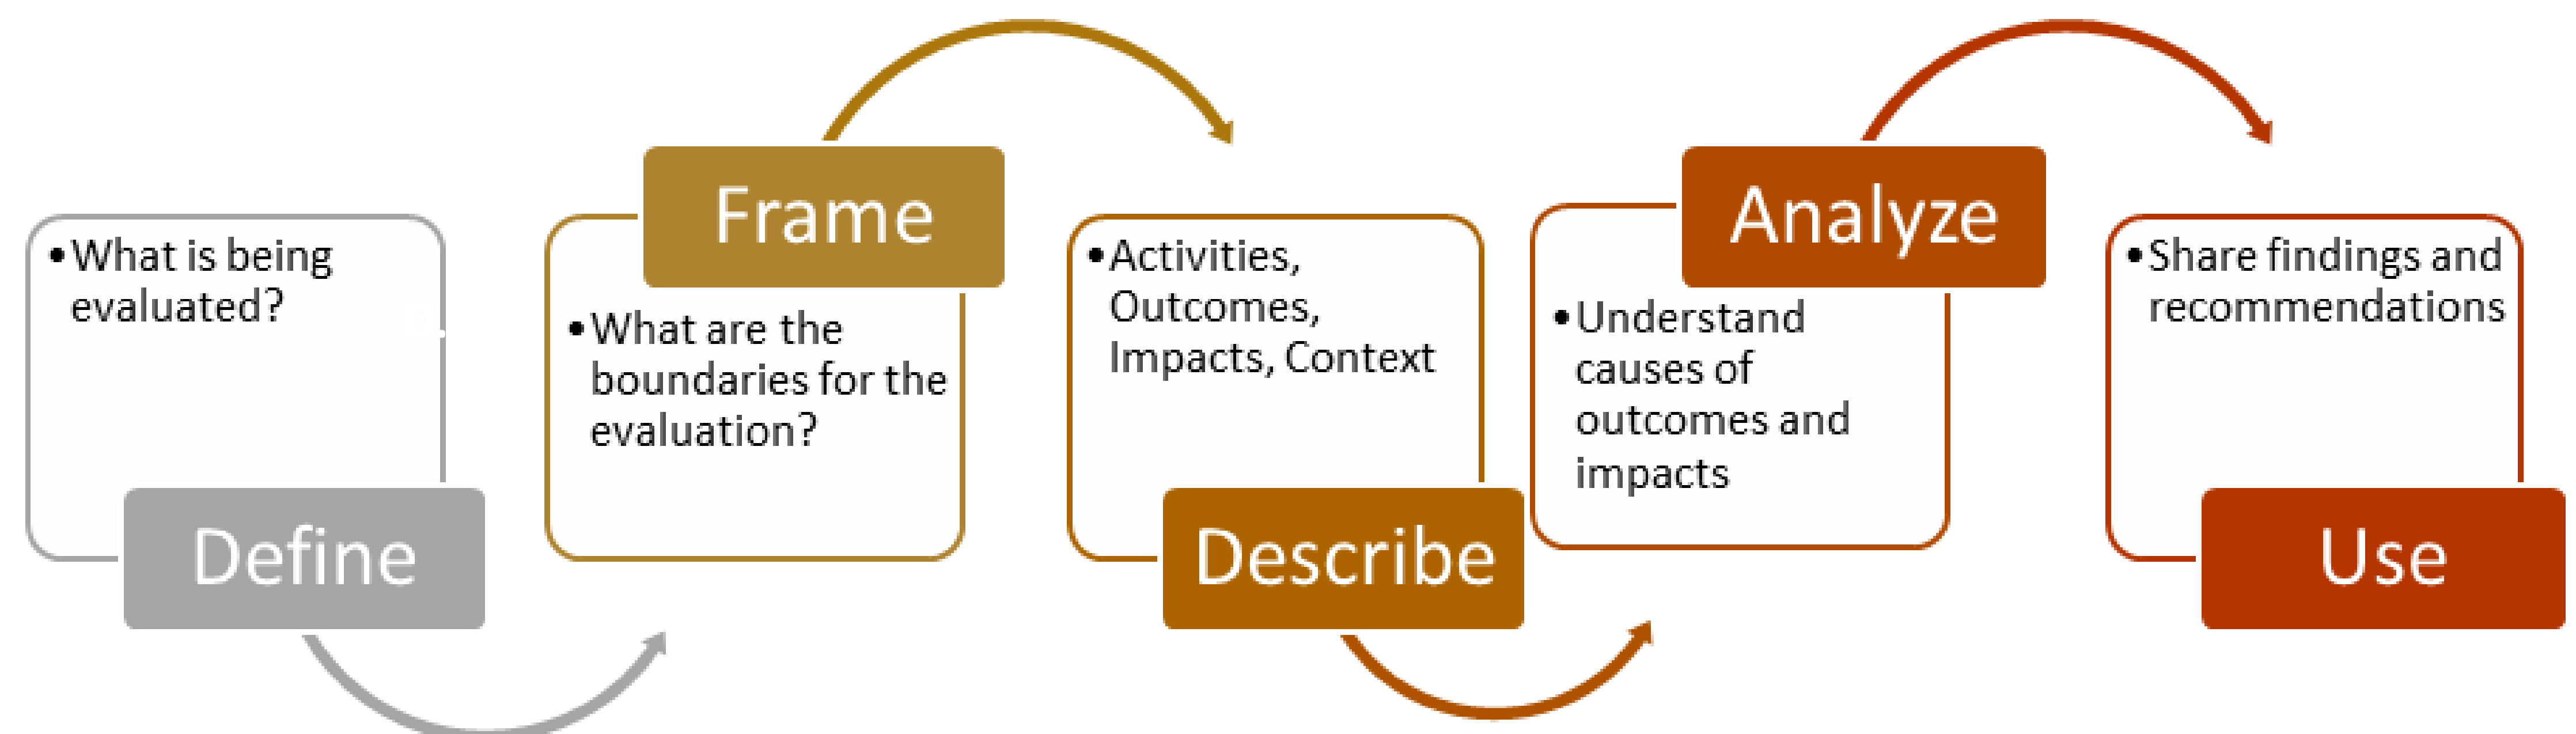 •What is being
evaluated?
Define
Frame
•What are the
boundaries for the
evaluation?
•Activities,
Outcomes,
Impacts, Context
Describe
Analyze
•Understand
causes of
outcomes and
impacts
•Share findings and
recommendations
Use